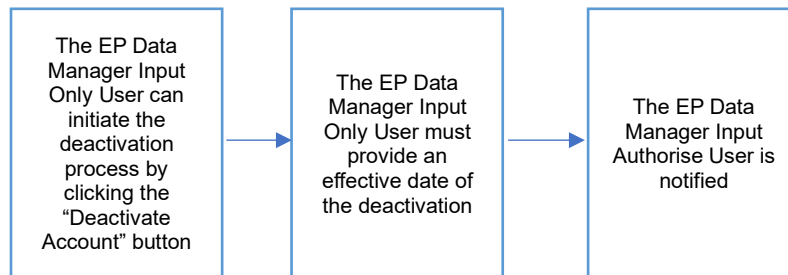 The EP Data
Manager Input
Only User can
initiate the
deactivation
process by
clicking the
“Deactivate
Account” button
The EP Data
Manager Input
Only User must
provide an
effective date of
the deactivation
The EP Data
Manager Input
Authorise User is
notified